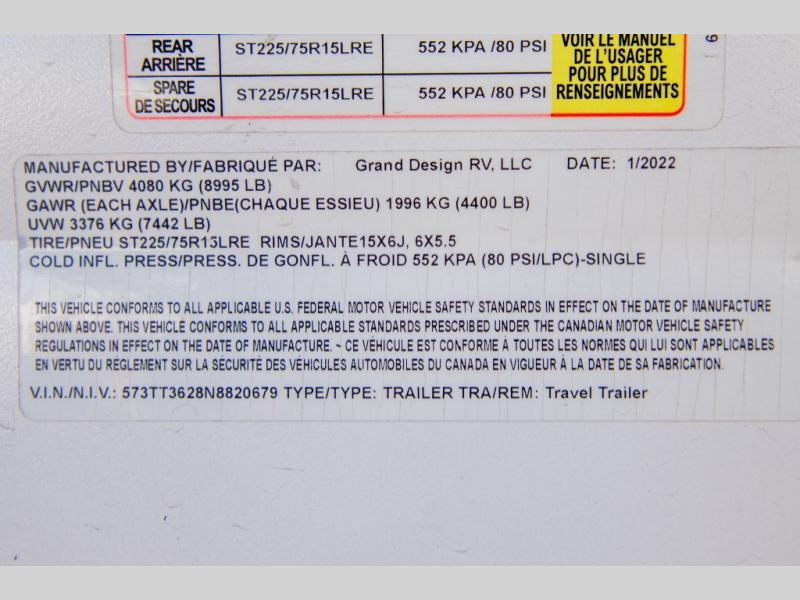 REAR ST225/75R15LRE 552 KPA /80 PSI
ARRIÈRE
SPARE ST225/75R15LRE 552 KPA /80 PSI
DE SECOURS
VOIR LE MANUEL
DE L'USAGER
POUR PLUS DE
RENSEIGNEMENTS
MANUFACTURED BY/FABRIQUÉ PAR: Grand Design RV, LLC DATE: 1/2022
GVWR/PNBV 4080 KG (8995 LB)
GAWR (EACH AXLE)/PNBE(CHAQUE ESSIEU) 1996 KG (4400 LB)
UVW 3376 KG (7442 LB)
TIRE/PNEU ST225/75R13LRE RIMS/JANTE15X6J, 6X5.5
COLD INFL. PRESS/PRESS. DE GONFL. À FROID 552 KPA (80 PSI/LPC)-SINGLE
THIS VEHICLE CONFORMS TO ALL APPLICABLE U.S. FEDERAL MOTOR VEHICLE SAFETY STANDARDS IN EFFECT ON THE DATE OF MANUFACTURE
SHOWN ABOVE. THIS VEHICLE CONFORMS TO ALL APPLICABLE STANDARDS PRESCRIBED UNDER THE CANADIAN MOTOR VEHICLE SAFETY
REGULATIONS IN EFFECT ON THE DATE OF MANUFACTURE. ~ CE VÉHICULE EST CONFORME À TOUTES LES NORMES QUI LUI SONT APPLICABLES
EN VERTU DU RÉGLEMENT SUR LA SÉCURITÉ DES VÉHICULES AUTOMOBILES DU CANADA EN VIGUEUR À LA DATE DE SA FABRICATION.
V.I.N./N.I.V.: 573TT3628N8820679 TYPE/TYPE: TRAILER TRA/REM: Travel Trailer